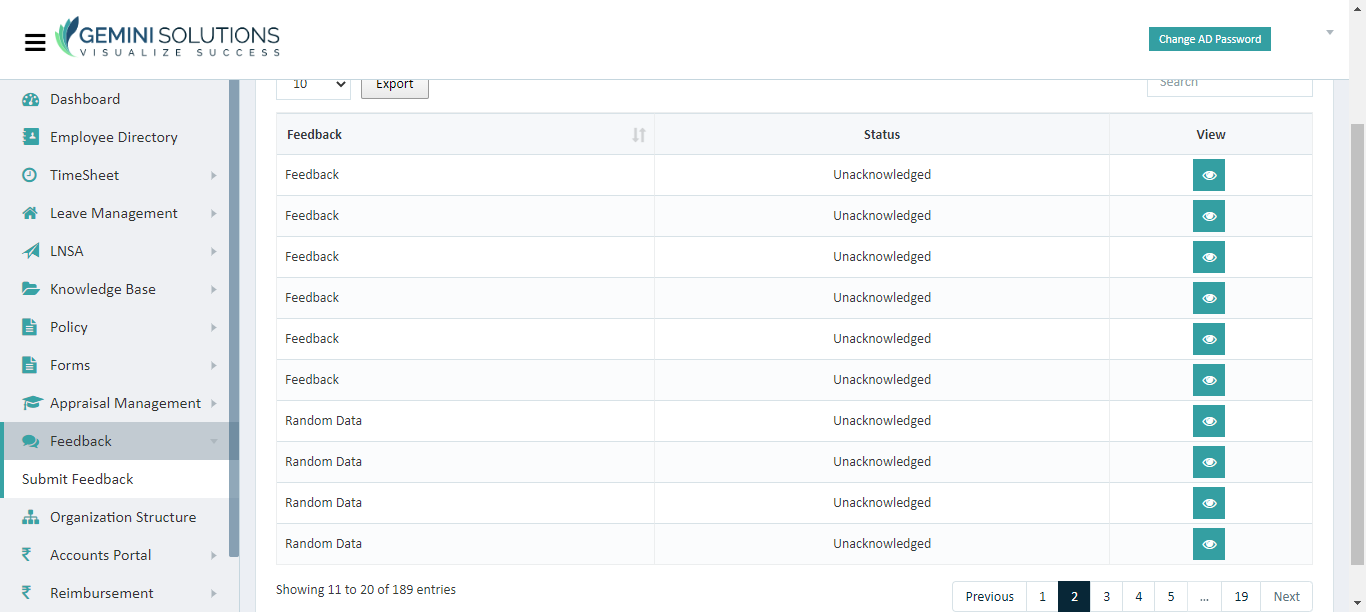 GEMINI SOLUTIONS
VISUALIZE SUCCESS
Change AD Password
Dashboard
Employee Directory
TimeSheet
Leave Management
LNSA
Knowledge Base
Policy
Forms
Appraisal Management
Feedback
Submit Feedback
Organization Structure
Accounts Portal
Reimbursement
10 Export Search
Feedback Status View
Feedback Unacknowledged
Feedback Unacknowledged
Feedback Unacknowledged
Feedback Unacknowledged
Feedback Unacknowledged
Feedback Unacknowledged
Random Data Unacknowledged
Random Data Unacknowledged
Random Data Unacknowledged
Random Data Unacknowledged
Showing 11 to 20 of 189 entries
Previous 1 2 3 4 5 ... 19 Next